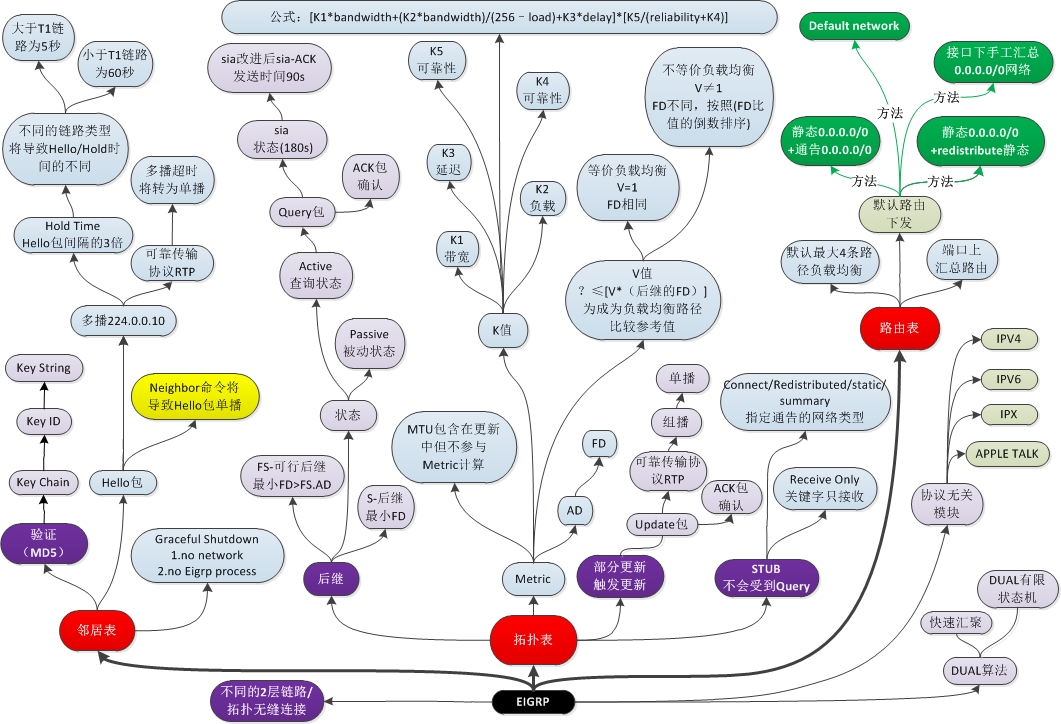 公式：[K1*bandwidth+(K2*bandwidth)/(256－load)+K3*delay]*[K5/(reliability+K4)]
大于T1链
路为5秒
小于T1链路
为60秒
不同的链路类型
将导致Hello/Hold时
间的不同
多播超时
将转为单播
Hold Time
Hello包间隔的3倍
可靠传输
协议RTP
多播224.0.0.10
Key String
Key ID
Key Chain
验证
（MD5）
Neighbor命令将
导致Hello包单播
Hello包
Graceful Shutdown
1.no network
2.no Eigrp process
邻居表
sia改进后sia-ACK
发送时间90s
sia
状态(180s)
ACK包
确认
Query包
Active
查询状态
Passive
被动状态
状态
FS-可行后继
最小FD>FS.AD
S-后继
最小FD
后继
K5
可靠性
K4
可靠性
K3
延迟
K2
负载
K1
带宽
K值
不等价负载均衡
V≠1
FD不同，按照(FD比
值的倒数排序)
等价负载均衡
V=1
FD相同
V值
？≤[V*（后继的FD）]
为成为负载均衡路径
比较参考值
MTU包含在更新
中但不参与
Metric计算
FD
AD
Metric
单播
组播
可靠传输协
议RTP
ACK包
确认
Update包
部分更新
触发更新
Connect/Redistributed/static/
summary
指定通告的网络类型
Receive Only
关键字只接收
STUB
不会受到Query
拓扑表
Default network
接口下手工汇总
0.0.0.0/0网络
方法
方法
静态0.0.0.0/0
+通告0.0.0.0/0
静态0.0.0.0/0
+redistribute静态
方法
方法
默认路由
下发
默认最大4条路
径负载均衡
端口上
汇总路由
路由表
IPV4
IPV6
IPX
APPLE TALK
协议无关
模块
DUAL有限
状态机
快速汇聚
DUAL算法
不同的2层链路/
拓扑无缝连接
EIGRP